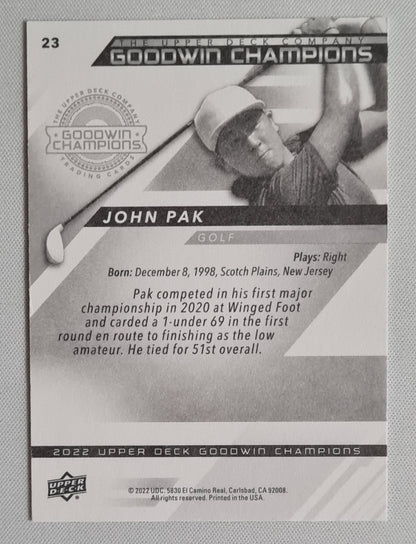 23
THE UPPER DECK COMPANY
GOODWIN CHAMPIONS
THE UPPER DECK COMPANY
GOODWIN
CHAMPIONS
TRADING CARDS
JOHN PAK
GOLF
Plays: Right
Born: December 8, 1998, Scotch Plains, New Jersey
Pak competed in his first major
championship in 2020 at Winged Foot
and carded a 1-under 69 in the first
round en route to finishing as the low
amateur. He tied for 51st overall.
2022 UPPER DECK GOODWIN CHAMPIONS
UPPER
DECK
© 2022 UDC. 5830 El Camino Real, Carlsbad, CA 92008.
All rights reserved. Printed in the USA.